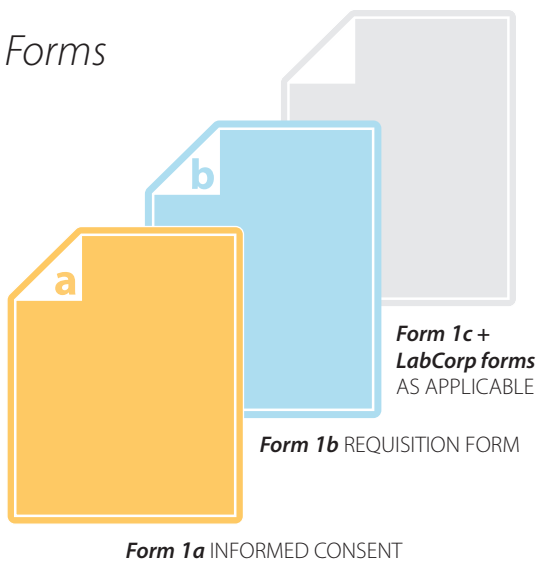 Forms
b
a
Form 1c +
LabCorp forms
AS APPLICABLE
Form 1b REQUISITION FORM
Form 1a INFORMED CONSENT